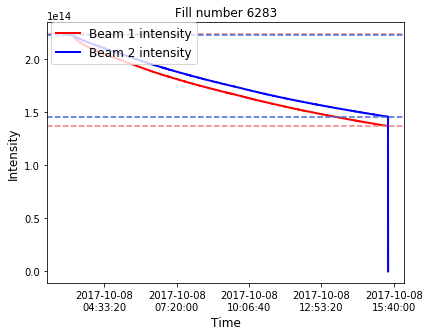 Fill number 6283
1e14
Beam 1 intensity
Beam 2 intensity
2.0
1.5
1.0
0.5
0.0
Intensity
2017-10-08
04:33:20
2017-10-08
07:20:00
2017-10-08
10:06:40
2017-10-08
12:53:20
2017-10-08
15:40:00
Time